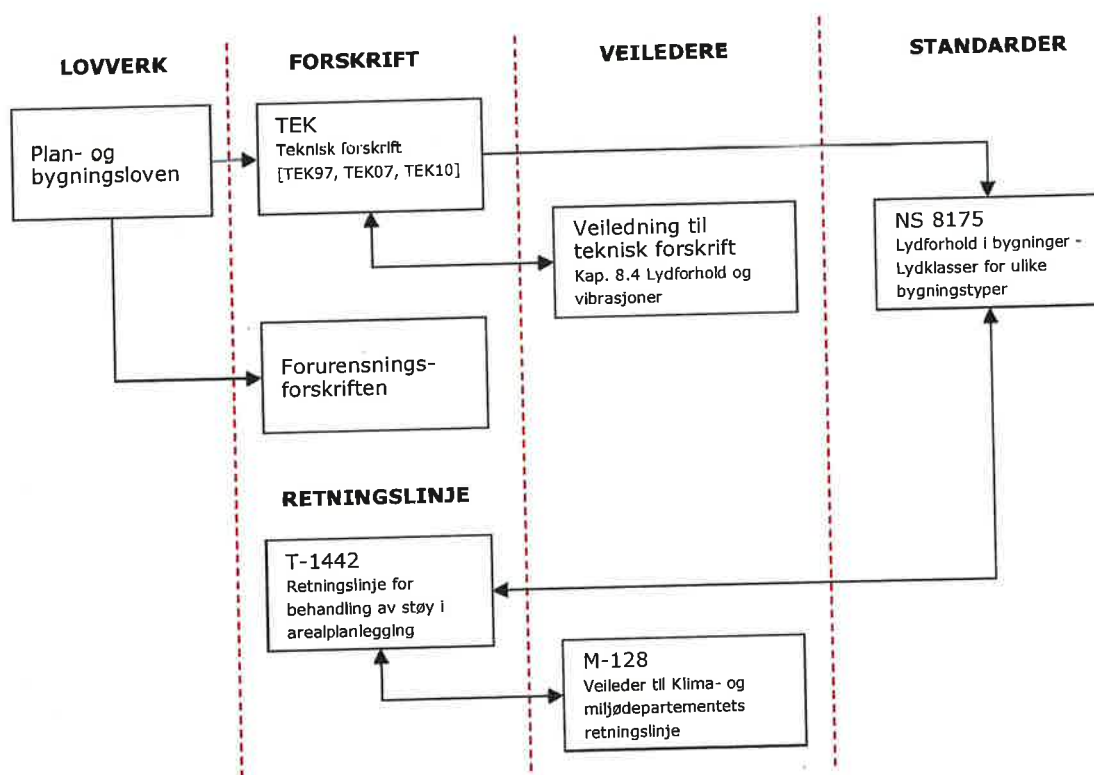 LOVVERK
FORSKRIFT
VEILEDERE
STANDARDER
Plan- og
bygningsloven
TEK
Teknisk forskrift
[TEK97, TEK07, TEK10]
Veiledning til
teknisk forskrift
Kap. 8.4 Lydforhold og
vibrasjoner
NS 8175
Lydforhold i bygninger -
Lydklasser for ulike
bygningstyper
Forurensnings-
forskriften
RETNINGSLINJE
T-1442
Retningslinje for
behandling av støy i
arealplanlegging
M-128
Veileder til Klima- og
miljødepartementets
retningslinje